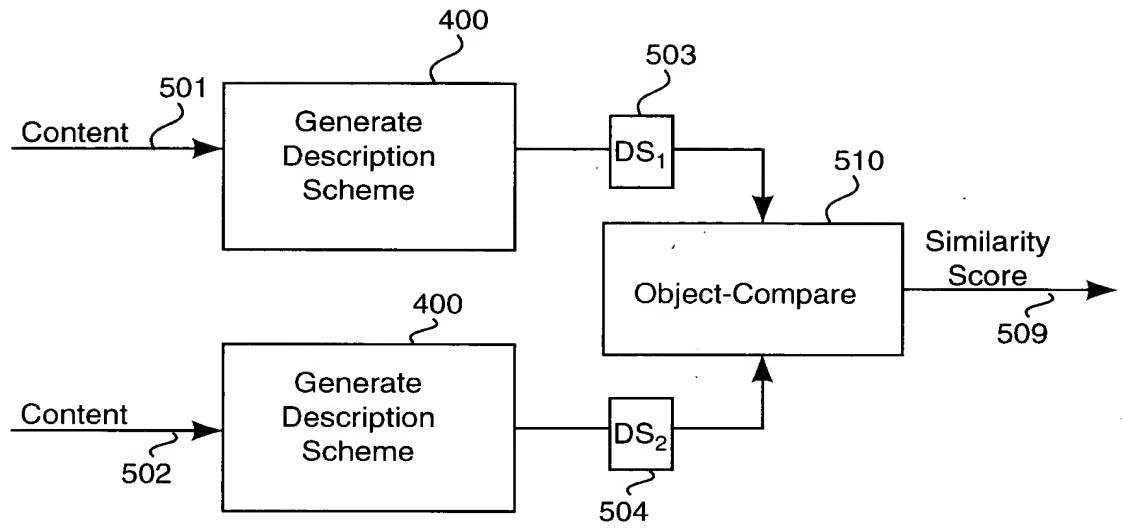 400
501
Content
Generate
Description
Scheme
503
DS₁
510
Object-Compare
Similarity
Score
509
400
Content
502
Generate
Description
Scheme
DS₂
504